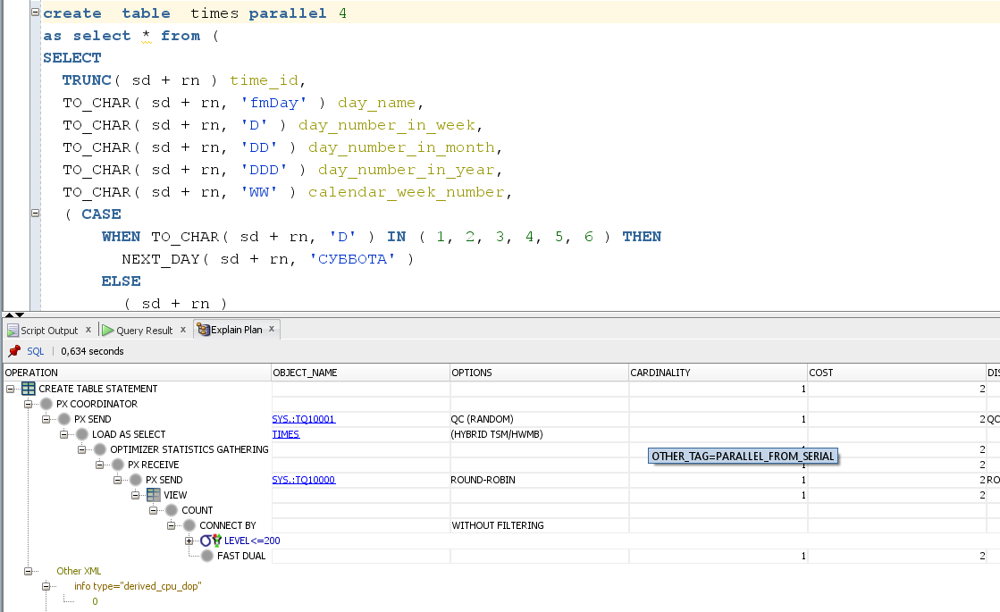 create table times parallel 4
as select * from (
SELECT
TRUNC( sd + rn ) time_id,
TO_CHAR( sd + rn, 'fmDay' ) day_name,
TO_CHAR( sd + rn, 'D' ) day_number_in_week,
TO_CHAR( sd + rn, 'DD' ) day_number_in_month,
TO_CHAR( sd + rn, 'DDD' ) day_number_in_year,
TO_CHAR( sd + rn, 'WW' ) calendar_week_number,
( CASE
WHEN TO_CHAR( sd + rn, 'D' ) IN ( 1, 2, 3, 4, 5, 6 ) THEN
NEXT_DAY( sd + rn, 'СУББОТА' )
ELSE
( sd + rn )
Script Output x Query Result x Explain Plan x
SQL | 0,634 seconds
OPERATION OBJECT_NAME OPTIONS CARDINALITY COST DIS
CREATE TABLE STATEMENT 1 2
PX COORDINATOR
PX SEND SYS.:TQ10001 QC (RANDOM) 1 2 QC
LOAD AS SELECT TIMES (HYBRID TSM/HWMB)
OPTIMIZER STATISTICS GATHERING 1 2
OTHER_TAG=PARALLEL_FROM_SERIAL
PX RECEIVE 1 2
PX SEND SYS.:TQ10000 ROUND-ROBIN 1 2 RO
VIEW 1 2
COUNT
CONNECT BY WITHOUT FILTERING
LEVEL<=200
FAST DUAL 1 2
Other XML
info type="derived_cpu_dop"
0